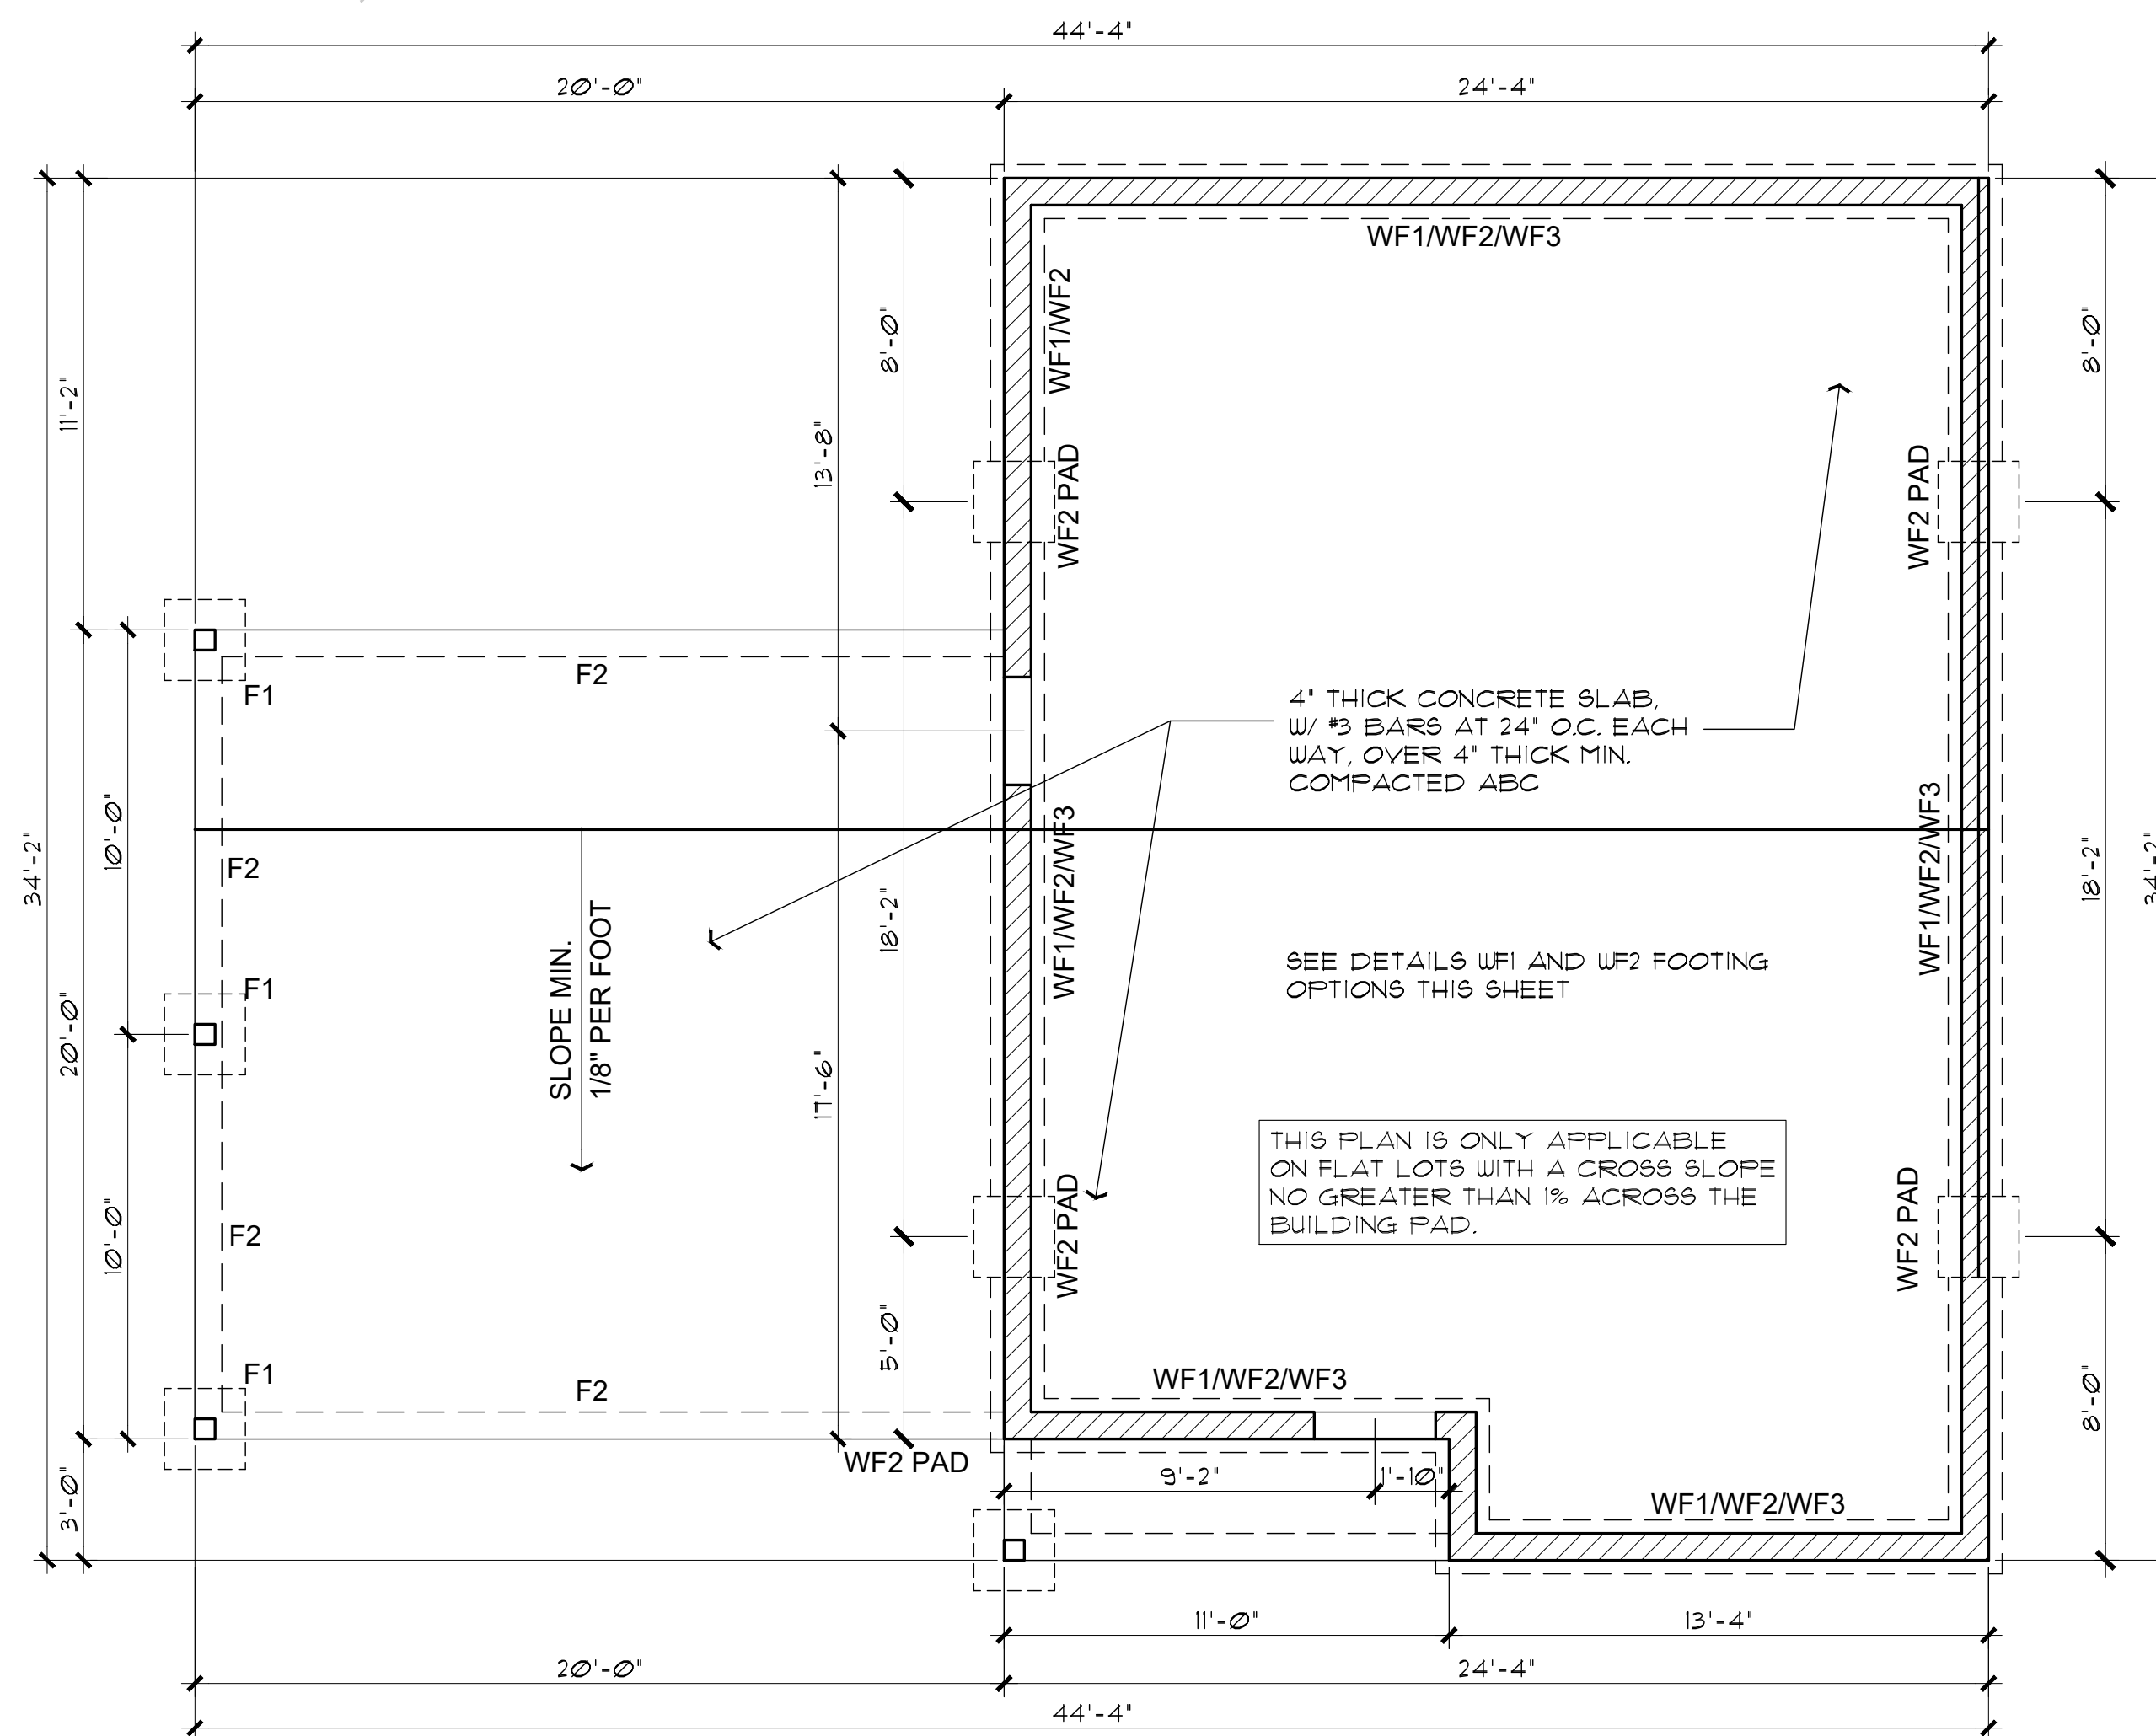 44'-4"
20'-0"
24'-4"
WF1/WF2/WF3
WF1/WF2
8'-0"
8'-0"
11'-2"
13'-8"
WF2 PAD
WF2 PAD
F2
F1
4" THICK CONCRETE SLAB,
W/ #3 BARS AT 24" O.C. EACH
WAY, OVER 4" THICK MIN.
COMPACTED ABC
10'-0"
34'-2"
F2
WF1/WF2/WF3
WF1/WF2/WF3
18'-2"
34'-2"
SLOPE MIN.
1/8" PER FOOT
18'-2"
SEE DETAILS WF1 AND WF2 FOOTING
OPTIONS THIS SHEET
F1
20'-0"
17'-6"
THIS PLAN IS ONLY APPLICABLE
ON FLAT LOTS WITH A CROSS SLOPE
NO GREATER THAN 1% ACROSS THE
BUILDING PAD.
10'-0"
F2
WF2 PAD
WF2 PAD
5'-0"
F1
F2
WF1/WF2/WF3
8'-0"
WF2 PAD
3'-0"
9'-2"
1'-10"
WF1/WF2/WF3
11'-0"
13'-4"
20'-0"
24'-4"
44'-4"